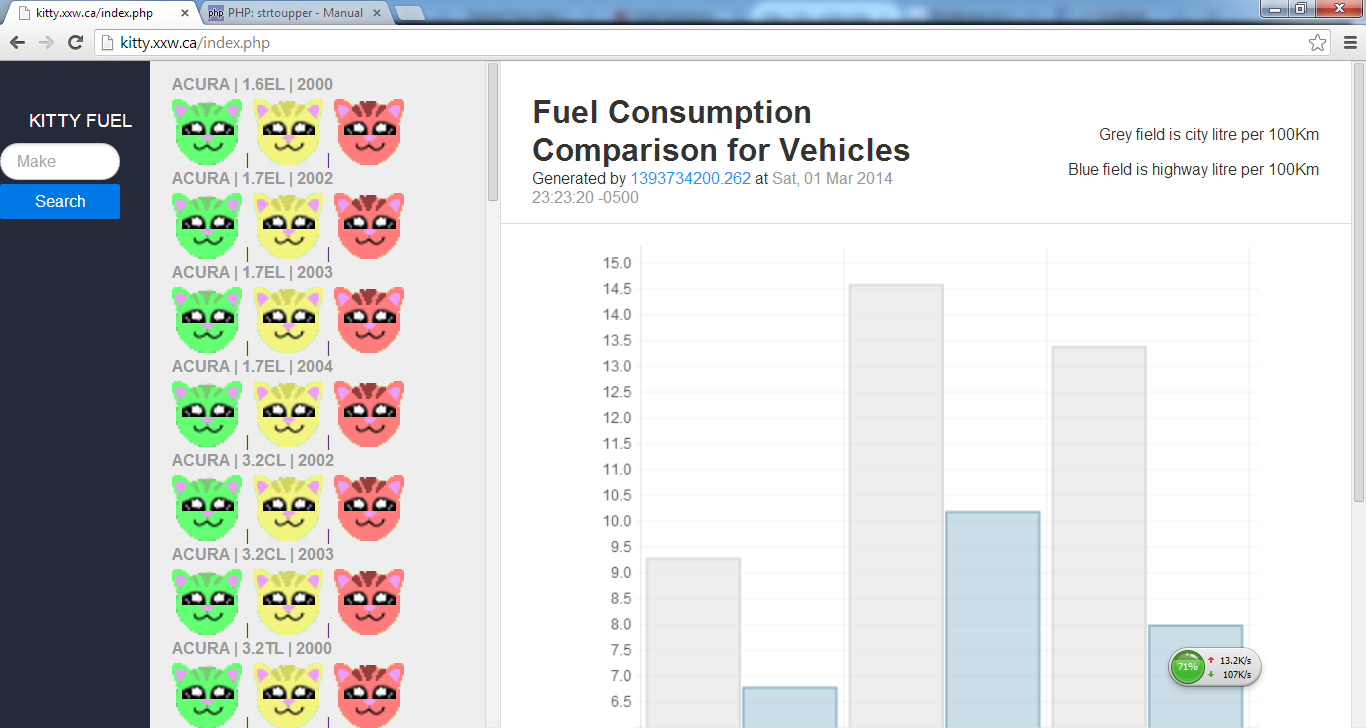 kitty.xxw.ca/index.php
php PHP: strtoupper - Manual
kitty.xxw.ca/index.php
KITTY FUEL
Make
Search
ACURA | 1.6EL | 2000
| |
ACURA | 1.7EL | 2002
| |
ACURA | 1.7EL | 2003
| |
ACURA | 1.7EL | 2004
| |
ACURA | 3.2CL | 2002
| |
ACURA | 3.2CL | 2003
| |
ACURA | 3.2TL | 2000
Fuel Consumption
Comparison for Vehicles
Generated by 1393734200.262 at Sat, 01 Mar 2014
23:23:20 -0500
Grey field is city litre per 100Km
Blue field is highway litre per 100Km
15.0
14.5
14.0
13.5
13.0
12.5
12.0
11.5
11.0
10.5
10.0
9.5
9.0
8.5
8.0
7.5
7.0
6.5
71%
13.2K/s
107K/s